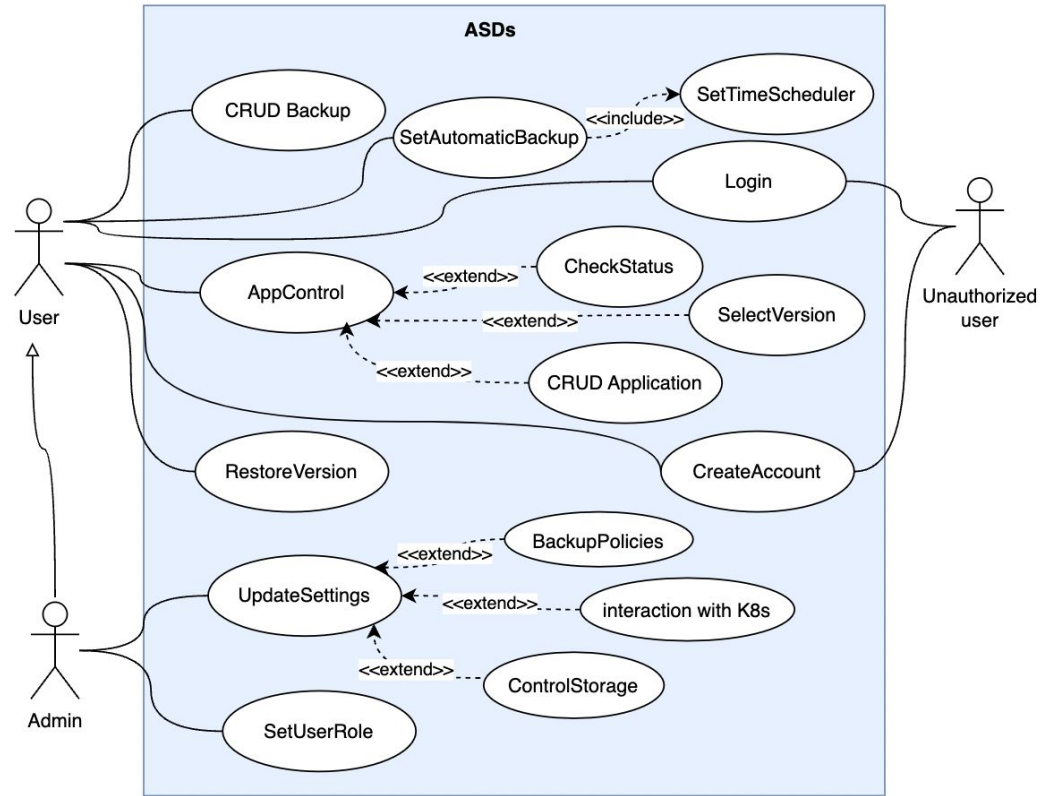 ASDs
CRUD Backup
SetAutomaticBackup
<<include>>
SetTimeScheduler
Login
User
Unauthorized
user
AppControl
<<extend>>
CheckStatus
<<extend>>
SelectVersion
<<extend>>
CRUD Application
RestoreVersion
CreateAccount
UpdateSettings
<<extend>>
BackupPolicies
<<extend>>
interaction with K8s
<<extend>>
ControlStorage
Admin
SetUserRole